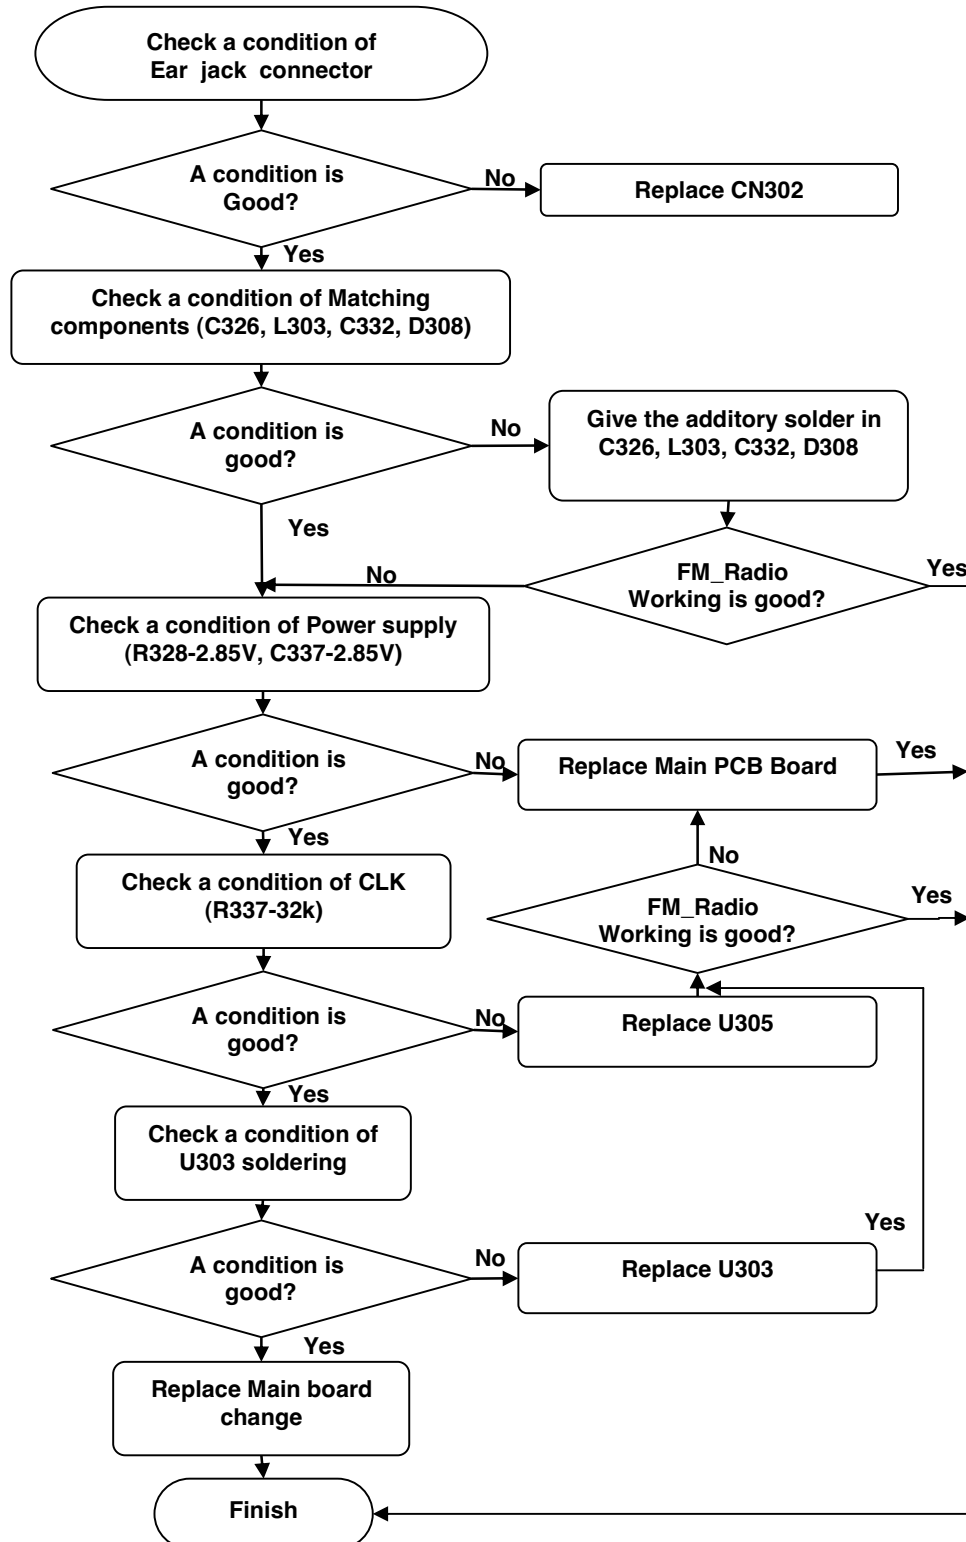 Check a condition of
Ear jack connector
A condition is
Good?
No
Replace CN302
Yes
Check a condition of Matching
components (C326, L303, C332, D308)
A condition is
good?
No
Give the additory solder in
C326, L303, C332, D308
Yes
FM_Radio
Working is good?
No
Yes
Check a condition of Power supply
(R328-2.85V, C337-2.85V)
A condition is
good?
No
Replace Main PCB Board
Yes
Yes
Check a condition of CLK
(R337-32k)
No
FM_Radio
Working is good?
Yes
A condition is
good?
No
Replace U305
Yes
Check a condition of
U303 soldering
A condition is
good?
No
Replace U303
Yes
Yes
Replace Main board
change
Finish